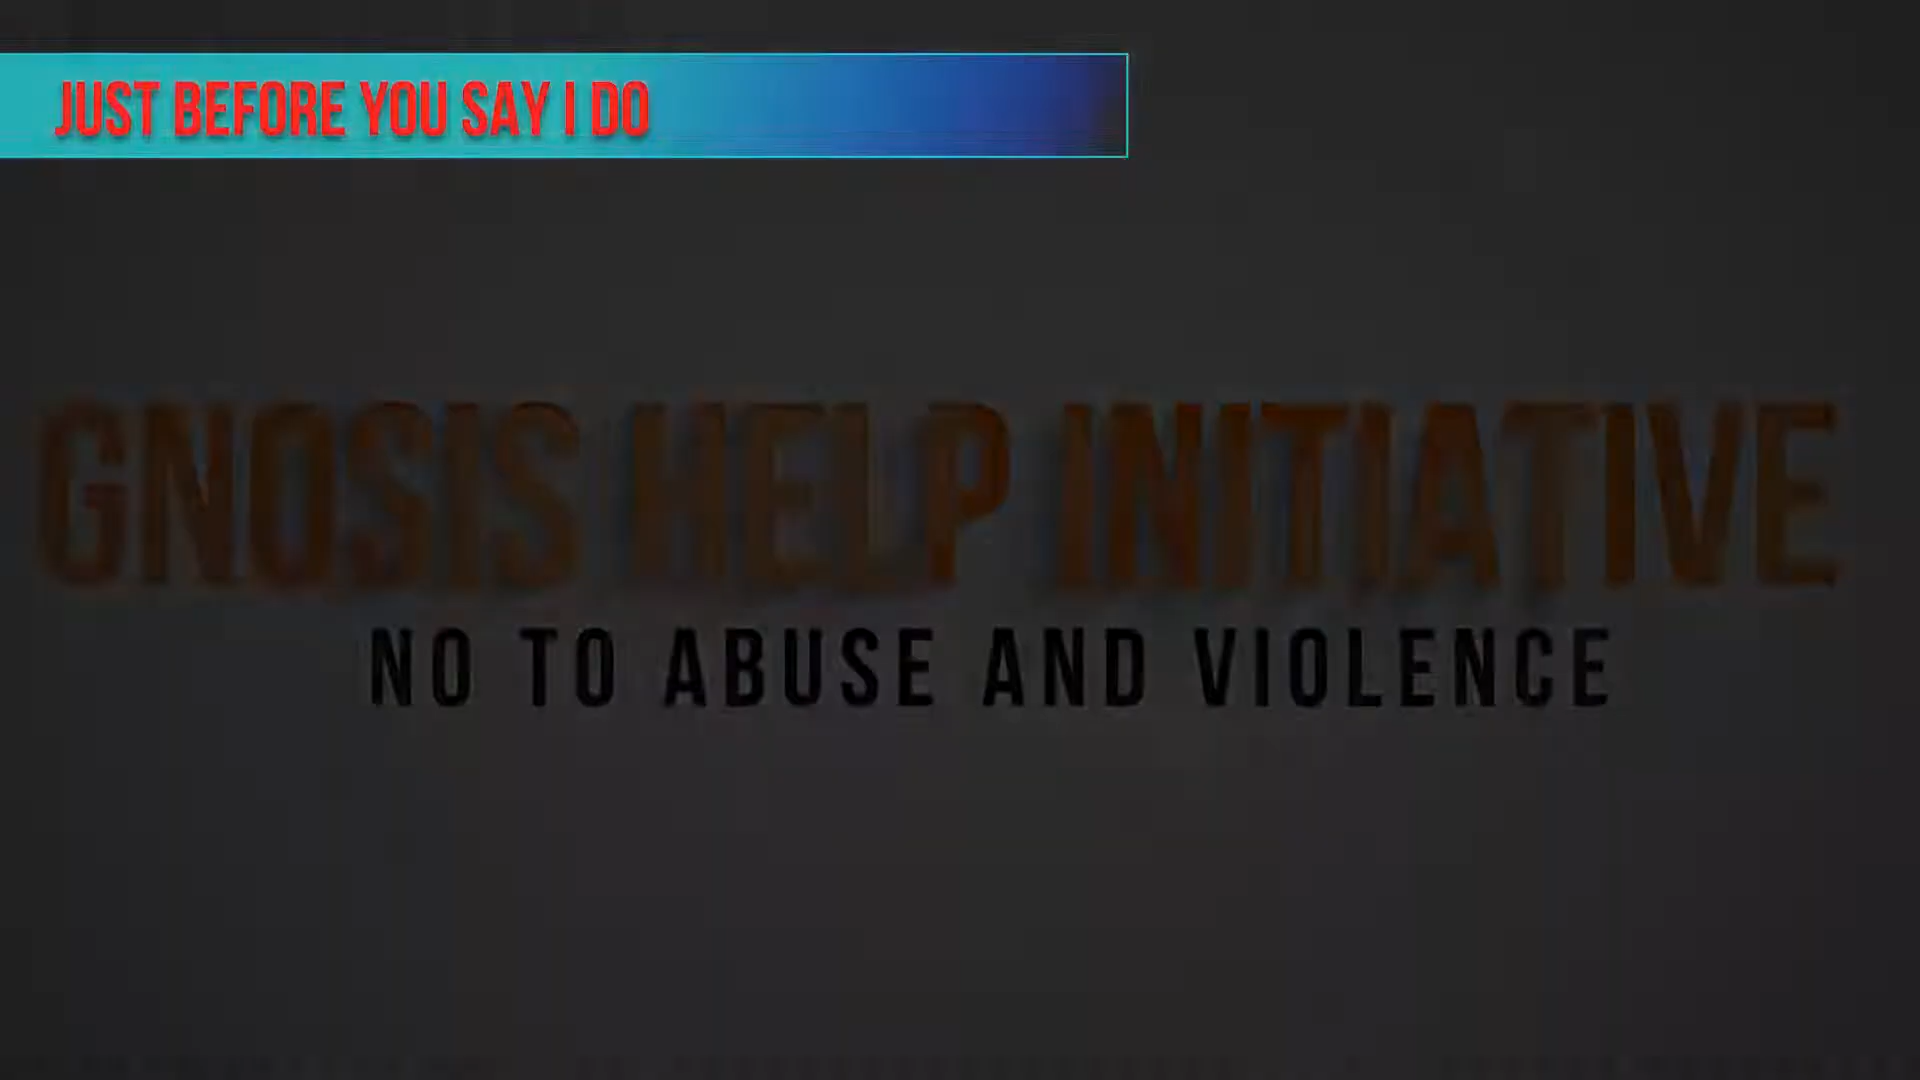 JUST BEFORE YOU SAY I DO
GNOSIS HELP INITIATIVE
NO TO ABUSE AND VIOLENCE